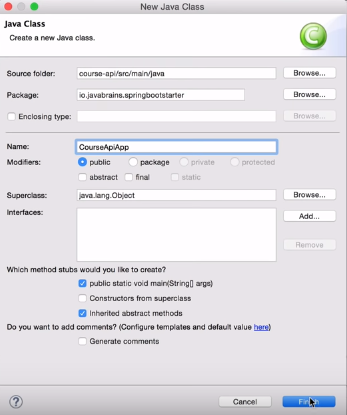 New Java Class
Java Class
Create a new Java class.
Source folder: course-api/src/main/java Browse...
Package: io.javabrains.springbootstarter Browse...
Enclosing type: Browse...
Name: CourseApiApp
Modifiers: public package private protected
abstract final static
Superclass: java.lang.Object Browse...
Interfaces: Add...
Remove
Which method stubs would you like to create?
public static void main(String[] args)
Constructors from superclass
Inherited abstract methods
Do you want to add comments? (Configure templates and default value here)
Generate comments
? Cancel Finish